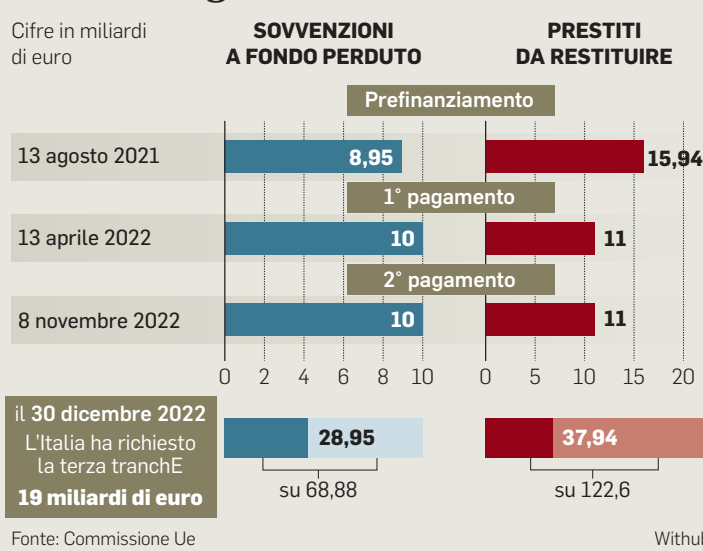 Cifre in miliardi
di euro
SOVVENZIONI
A FONDO PERDUTO
PRESTITI
DA RESTITUIRE
Prefinanziamento
13 agosto 2021
8,95
15,94
1° pagamento
13 aprile 2022
10
11
2° pagamento
8 novembre 2022
10
11
0 2 4 6 8 10
0 5 10 15 20
il 30 dicembre 2022
L'Italia ha richiesto
la terza tranchE
19 miliardi di euro
28,95
su 68,88
37,94
su 122,6
Fonte: Commissione Ue